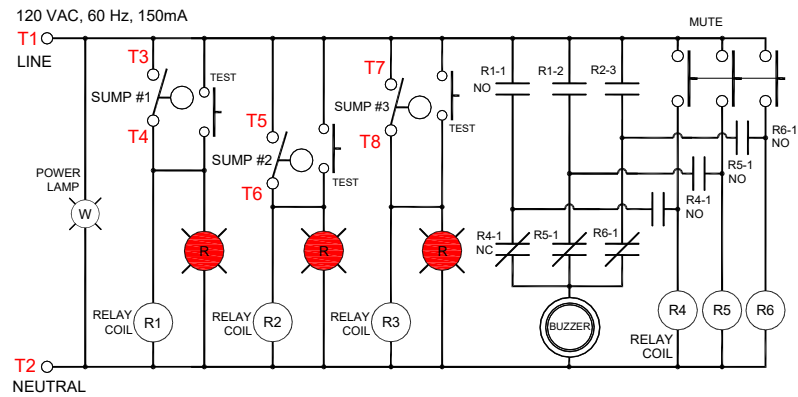 120 VAC, 60 Hz, 150mA
T1
LINE
MUTE
T3
TEST
SUMP #1
T4
T5
SUMP #2
T6
TEST
T7
SUMP #3
T8
TEST
R1-1
NO
R1-2
R2-3
R6-1
NO
R5-1
NO
R4-1
NO
POWER
LAMP
W
R
R
R
R4-1
NC
R5-1
R6-1
RELAY
COIL
R1
RELAY
COIL
R2
RELAY
COIL
R3
BUZZER
R4
R5
R6
RELAY
COIL
T2
NEUTRAL